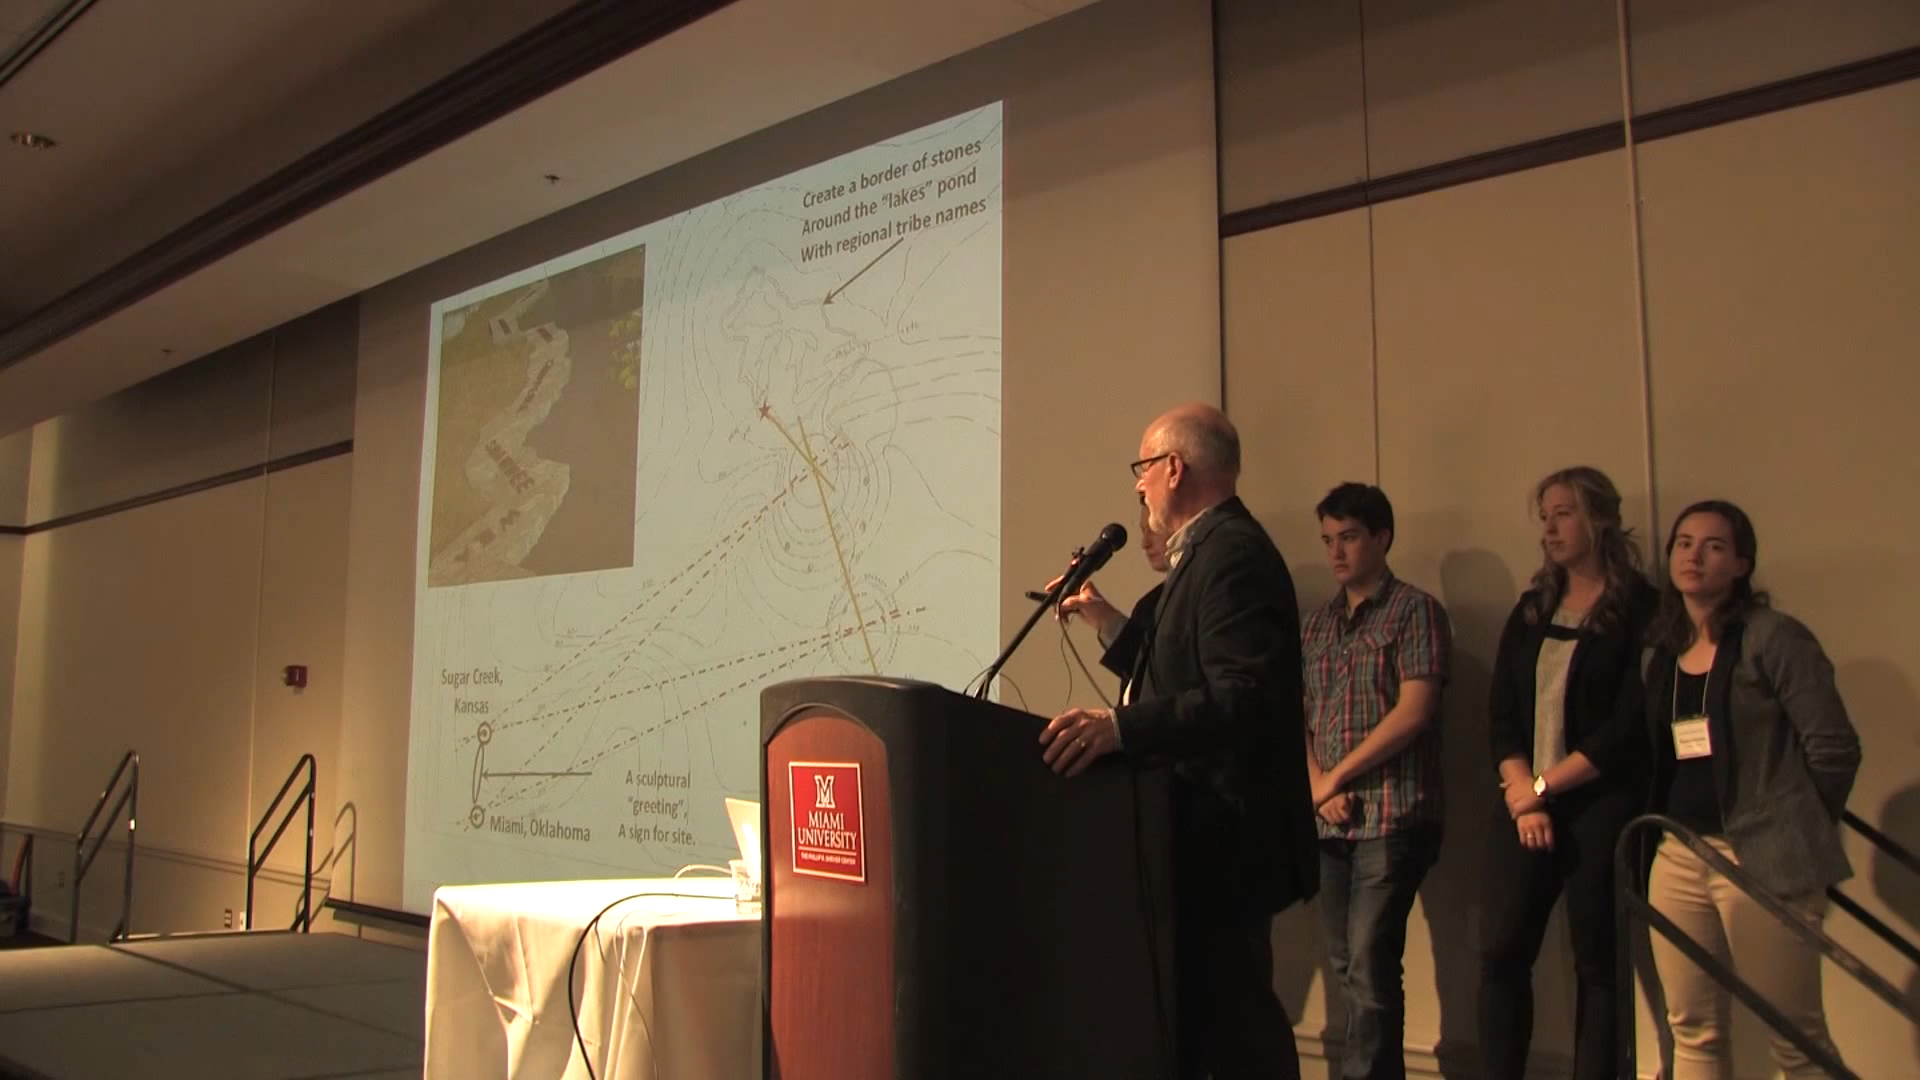 Create a border of stones
Around the "lakes" pond
With regional tribe names
Sugar Creek,
Kansas
Miami, Oklahoma
A sculptural
"greeting",
A sign for site.
M
MIAMI
UNIVERSITY